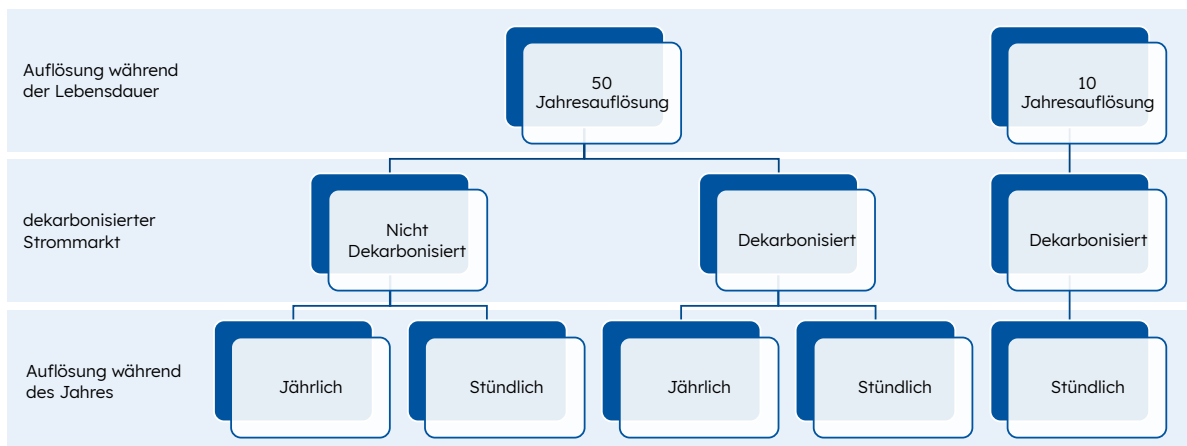 Auflösung während
der Lebensdauer
50
Jahresauflösung
10
Jahresauflösung
dekarbonisierter
Strommarkt
Nicht
Dekarbonisiert
Dekarbonisiert
Dekarbonisiert
Auflösung während
des Jahres
Jährlich
Stündlich
Jährlich
Stündlich
Stündlich